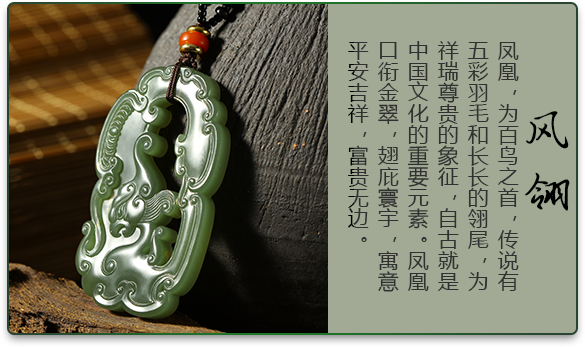 风翎
凤凰，为百鸟之首，传说有
五彩羽毛和长长的翎尾，为
祥瑞尊贵的象征，自古就是
中国文化的重要元素。凤凰
口衔金翠，翅庇寰宇，寓意
平安吉祥，富贵无边。